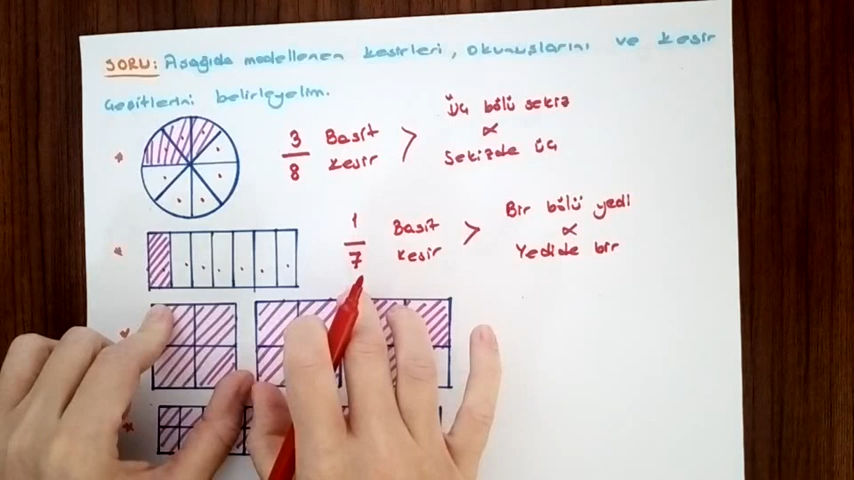 SORU: Aşağıda modellenen kesirleri, okunuşlarını ve kesir
çeşitlerini belirleyelim.
3/8 Basit kesir > Üç bölü sekiz
∝
Sekizde üç
1/7 Basit kesir > Bir bölü yedi
∝
Yedide bir